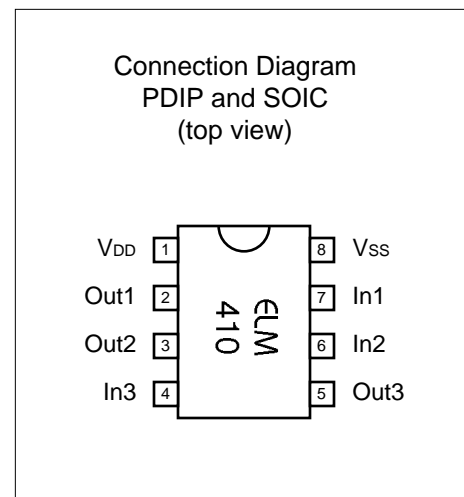 Connection Diagram
PDIP and SOIC
(top view)
VDD 1 8 VSS
Out1 2 7 In1
Out2 3 6 In2
In3 4 5 Out3
ELM
410